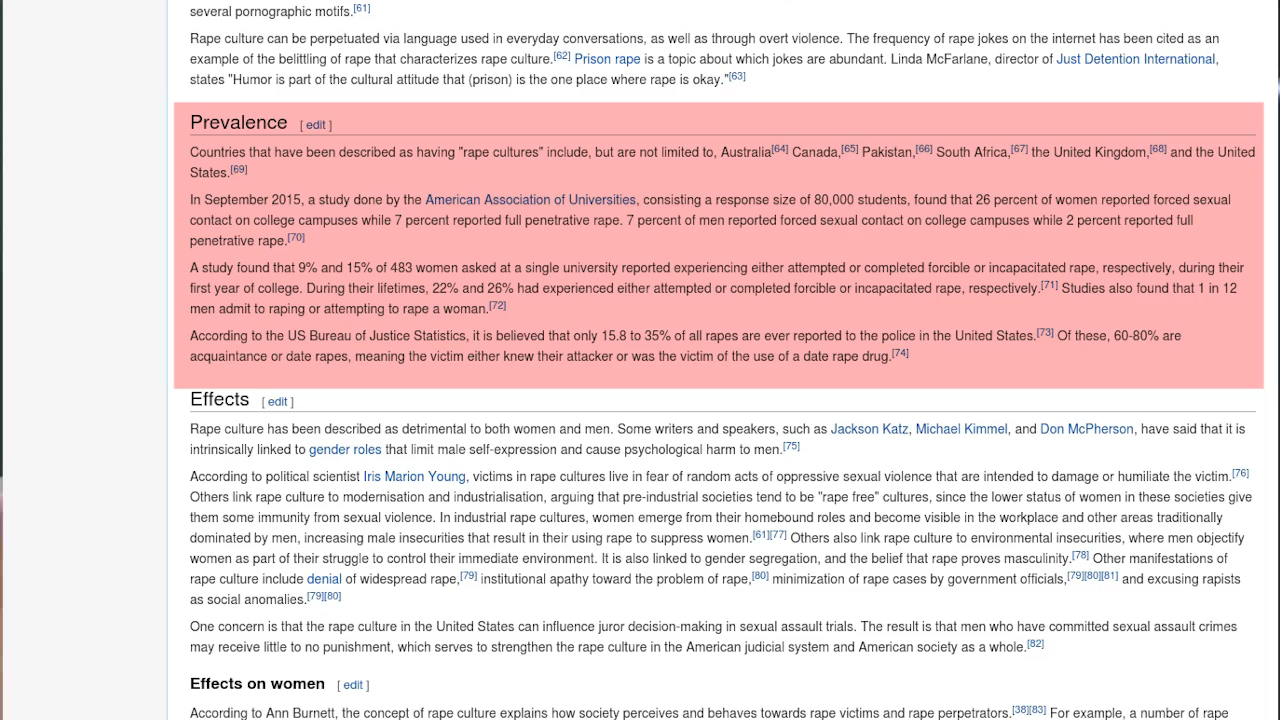 several pornographic motifs.[61]
Rape culture can be perpetuated via language used in everyday conversations, as well as through overt violence. The frequency of rape jokes on the internet has been cited as an
example of the belittling of rape that characterizes rape culture.[62] Prison rape is a topic about which jokes are abundant. Linda McFarlane, director of Just Detention International,
states "Humor is part of the cultural attitude that (prison) is the one place where rape is okay."[63]
Prevalence [ edit ]
Countries that have been described as having "rape cultures" include, but are not limited to, Australia[64] Canada,[65] Pakistan,[66] South Africa,[67] the United Kingdom,[68] and the United
States.[69]
In September 2015, a study done by the American Association of Universities, consisting a response size of 80,000 students, found that 26 percent of women reported forced sexual
contact on college campuses while 7 percent reported full penetrative rape. 7 percent of men reported forced sexual contact on college campuses while 2 percent reported full
penetrative rape.[70]
A study found that 9% and 15% of 483 women asked at a single university reported experiencing either attempted or completed forcible or incapacitated rape, respectively, during their
first year of college. During their lifetimes, 22% and 26% had experienced either attempted or completed forcible or incapacitated rape, respectively.[71] Studies also found that 1 in 12
men admit to raping or attempting to rape a woman.[72]
According to the US Bureau of Justice Statistics, it is believed that only 15.8 to 35% of all rapes are ever reported to the police in the United States.[73] Of these, 60-80% are
acquaintance or date rapes, meaning the victim either knew their attacker or was the victim of the use of a date rape drug.[74]
Effects [ edit ]
Rape culture has been described as detrimental to both women and men. Some writers and speakers, such as Jackson Katz, Michael Kimmel, and Don McPherson, have said that it is
intrinsically linked to gender roles that limit male self-expression and cause psychological harm to men.[75]
According to political scientist Iris Marion Young, victims in rape cultures live in fear of random acts of oppressive sexual violence that are intended to damage or humiliate the victim.[76]
Others link rape culture to modernisation and industrialisation, arguing that pre-industrial societies tend to be "rape free" cultures, since the lower status of women in these societies give
them some immunity from sexual violence. In industrial rape cultures, women emerge from their homebound roles and become visible in the workplace and other areas traditionally
dominated by men, increasing male insecurities that result in their using rape to suppress women.[61][77] Others also link rape culture to environmental insecurities, where men objectify
women as part of their struggle to control their immediate environment. It is also linked to gender segregation, and the belief that rape proves masculinity.[78] Other manifestations of
rape culture include denial of widespread rape,[79] institutional apathy toward the problem of rape,[80] minimization of rape cases by government officials,[79][80][81] and excusing rapists
as social anomalies.[79][80]
One concern is that the rape culture in the United States can influence juror decision-making in sexual assault trials. The result is that men who have committed sexual assault crimes
may receive little to no punishment, which serves to strengthen the rape culture in the American judicial system and American society as a whole.[82]
Effects on women [ edit ]
According to Ann Burnett, the concept of rape culture explains how society perceives and behaves towards rape victims and rape perpetrators.[38][83] For example, a number of rape